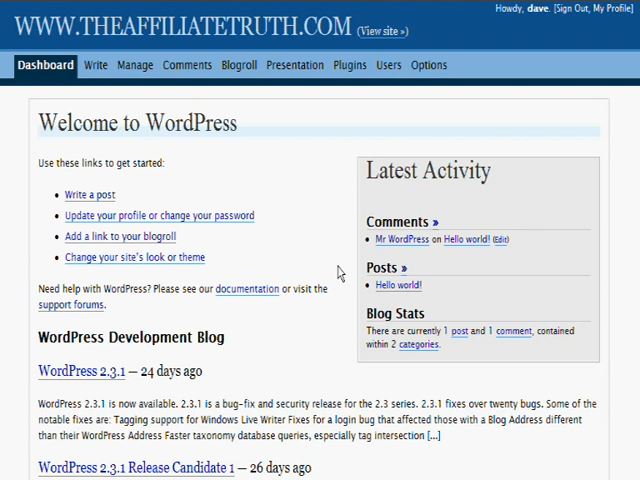 Howdy, dave. [Sign Out, My Profile]
WWW.THEAFFILIATETRUTH.COM (View site »)
Dashboard Write Manage Comments Blogroll Presentation Plugins Users Options
Welcome to WordPress
Use these links to get started:
• Write a post
• Update your profile or change your password
• Add a link to your blogroll
• Change your site's look or theme
Need help with WordPress? Please see our documentation or visit the
support forums.
Latest Activity
Comments »
• Mr WordPress on Hello world! (Edit)
Posts »
• Hello world!
Blog Stats
There are currently 1 post and 1 comment, contained
within 2 categories.
WordPress Development Blog
WordPress 2.3.1 — 24 days ago
WordPress 2.3.1 is now available. 2.3.1 is a bug-fix and security release for the 2.3 series. 2.3.1 fixes over twenty bugs. Some of the
notable fixes are: Tagging support for Windows Live Writer Fixes for a login bug that affected those with a Blog Address different
than their WordPress Address Faster taxonomy database queries, especially tag intersection [...]
WordPress 2.3.1 Release Candidate 1 — 26 days ago